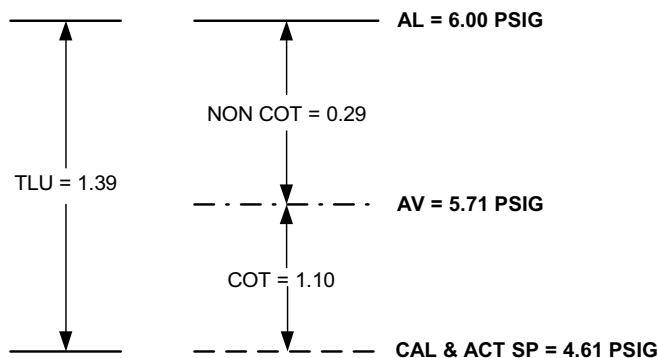 AL = 6.00 PSIG
NON COT = 0.29
TLU = 1.39
AV = 5.71 PSIG
COT = 1.10
CAL & ACT SP = 4.61 PSIG